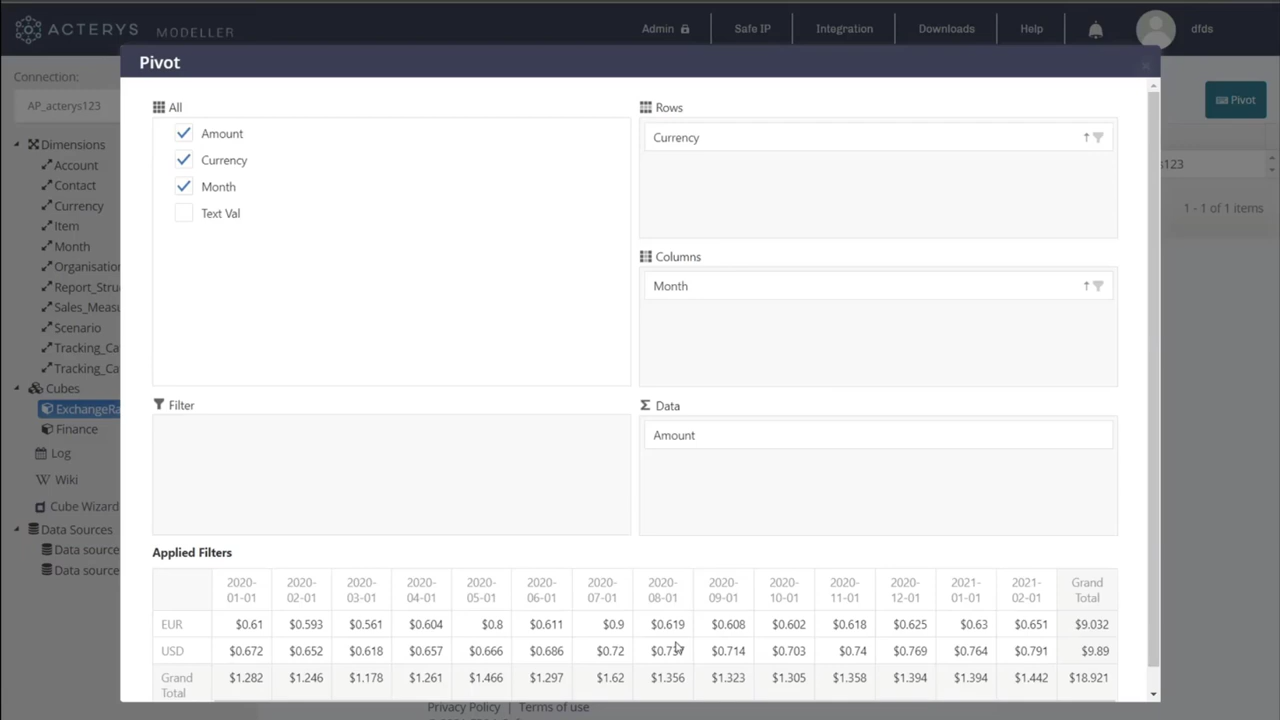 ACTERYS MODELLER
Admin
Safe IP
Integration
Downloads
Help
dfds
Pivot
Connection:
AP_acterys123
Dimensions
Account
Contact
Currency
Item
Month
Organisation
Report_Stru
Sales_Measu
Scenario
Tracking_Ca
Tracking_Ca
Cubes
ExchangeRa
Finance
Log
Wiki
Cube Wizard
Data Sources
Data source
Data source
All
Amount
Currency
Month
Text Val
Rows
Currency
Columns
Month
Filter
Data
Amount
Pivot
s123
1 - 1 of 1 items
Applied Filters
2020-01-01 2020-02-01 2020-03-01 2020-04-01 2020-05-01 2020-06-01 2020-07-01 2020-08-01 2020-09-01 2020-10-01 2020-11-01 2020-12-01 2021-01-01 2021-02-01 Grand Total
EUR $0.61 $0.593 $0.561 $0.604 $0.8 $0.611 $0.9 $0.619 $0.608 $0.602 $0.618 $0.625 $0.63 $0.651 $9.032
USD $0.672 $0.652 $0.618 $0.657 $0.666 $0.686 $0.72 $0.714 $0.703 $0.74 $0.769 $0.764 $0.791 $9.89
Grand Total $1.282 $1.246 $1.178 $1.261 $1.466 $1.297 $1.62 $1.356 $1.323 $1.305 $1.358 $1.394 $1.394 $1.442 $18.921
Privacy Policy | Terms of use